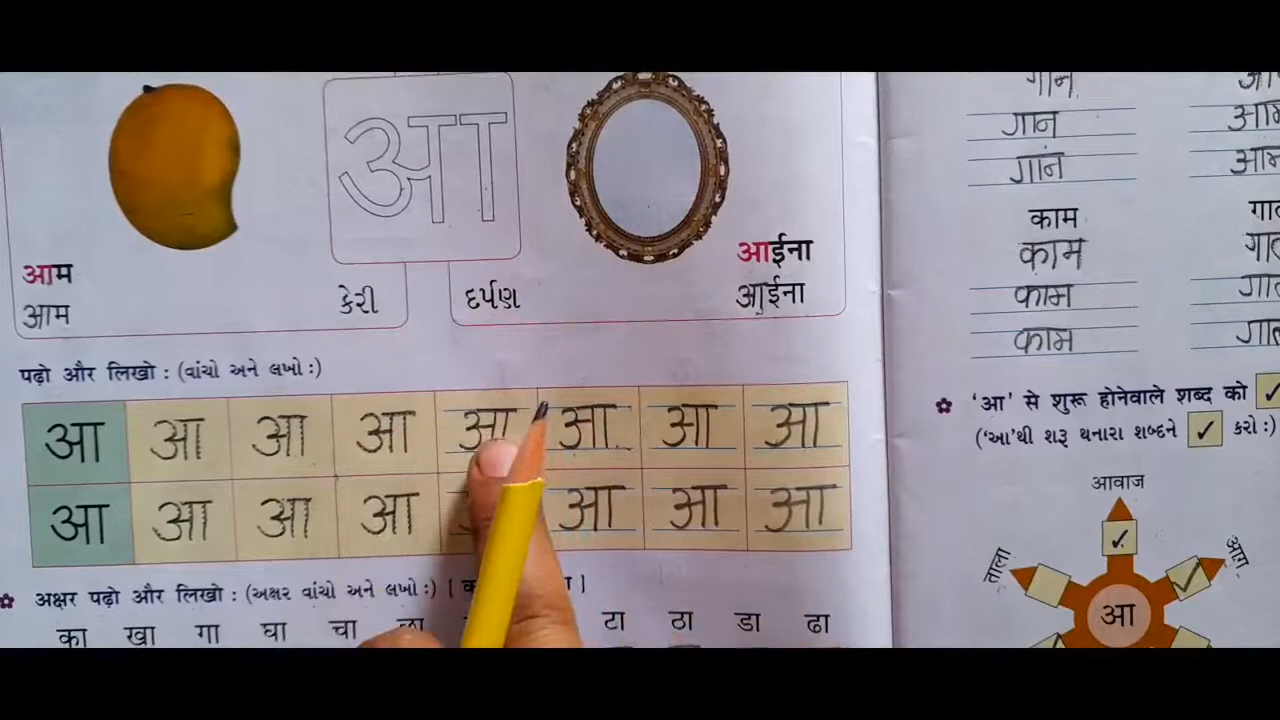 आ
आम
आम
કેરી
દર્પણ
आईना
आईना
पढ़ो और लिखो : (વાંચો અને લખો :)
आ आ आ आ आ आ आ आ
आ आ आ आ आ आ आ
अक्षर पढ़ो और लिखो : (અક્ષર વાંચો અને લખો :)
का खा गा घा चा टा ठा डा ढा
गान
गान
गान
काम
काम
काम
काम
'आ' से शुरू होनेवाले शब्द को ✓
('આ'થી શરૂ થનારા શબ્દને ✓ કરો :)
आवाज
ताला
आग
आ